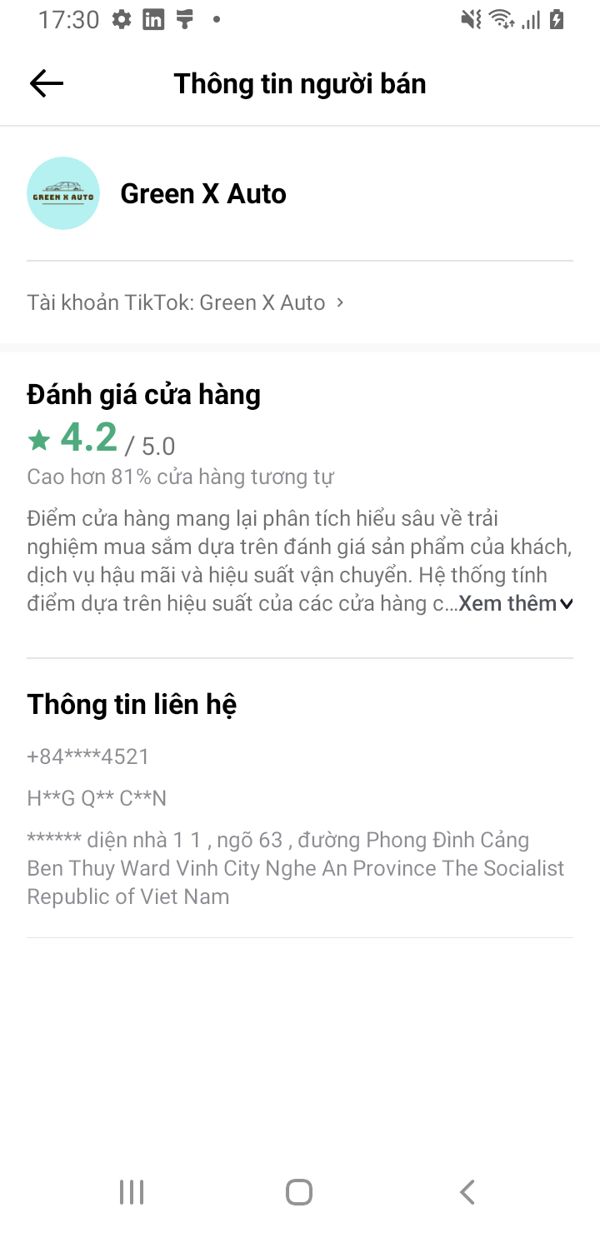 17:30
Thông tin người bán
GREEN X AUTO
Green X Auto
Tài khoản TikTok: Green X Auto >
Đánh giá cửa hàng
4.2 / 5.0
Cao hơn 81% cửa hàng tương tự
Điểm cửa hàng mang lại phân tích hiểu sâu về trải
nghiệm mua sắm dựa trên đánh giá sản phẩm của khách,
dịch vụ hậu mãi và hiệu suất vận chuyển. Hệ thống tính
điểm dựa trên hiệu suất của các cửa hàng c...Xem thêm
Thông tin liên hệ
+84****4521
H**G Q** C**N
****** diện nhà 1 1 , ngõ 63 , đường Phong Đình Cảng
Ben Thuy Ward Vinh City Nghe An Province The Socialist
Republic of Viet Nam